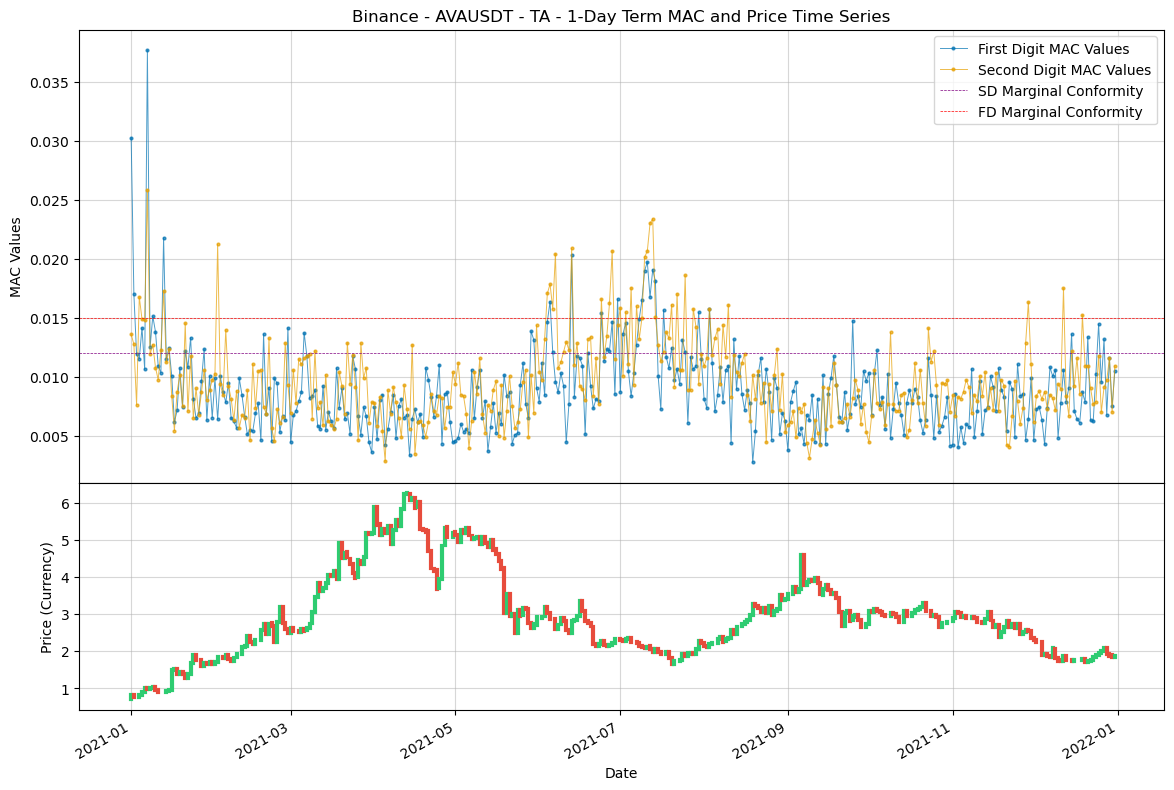 Binance - AVAUSDT - TA - 1-Day Term MAC and Price Time Series
First Digit MAC Values
Second Digit MAC Values
SD Marginal Conformity
FD Marginal Conformity
MAC Values
0.035
0.030
0.025
0.020
0.015
0.010
0.005
Price (Currency)
6
5
4
3
2
1
2021-01
2021-03
2021-05
2021-07
2021-09
2021-11
2022-01
Date